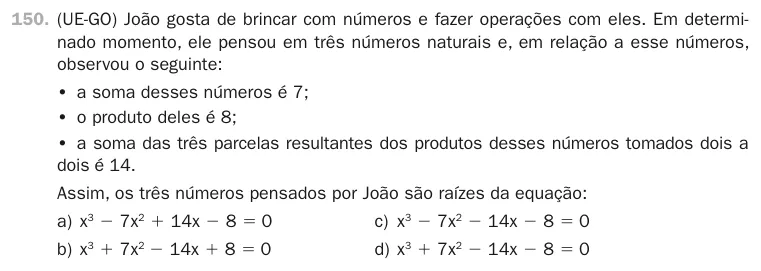 150. (UE-GO) João gosta de brincar com números e fazer operações com eles. Em determi-
nado momento, ele pensou em três números naturais e, em relação a esse números,
observou o seguinte:
• a soma desses números é 7;
• o produto deles é 8;
• a soma das três parcelas resultantes dos produtos desses números tomados dois a
dois é 14.
Assim, os três números pensados por João são raízes da equação:
a) x³ − 7x² + 14x − 8 = 0 c) x³ − 7x² − 14x − 8 = 0
b) x³ + 7x² − 14x + 8 = 0 d) x³ + 7x² − 14x − 8 = 0